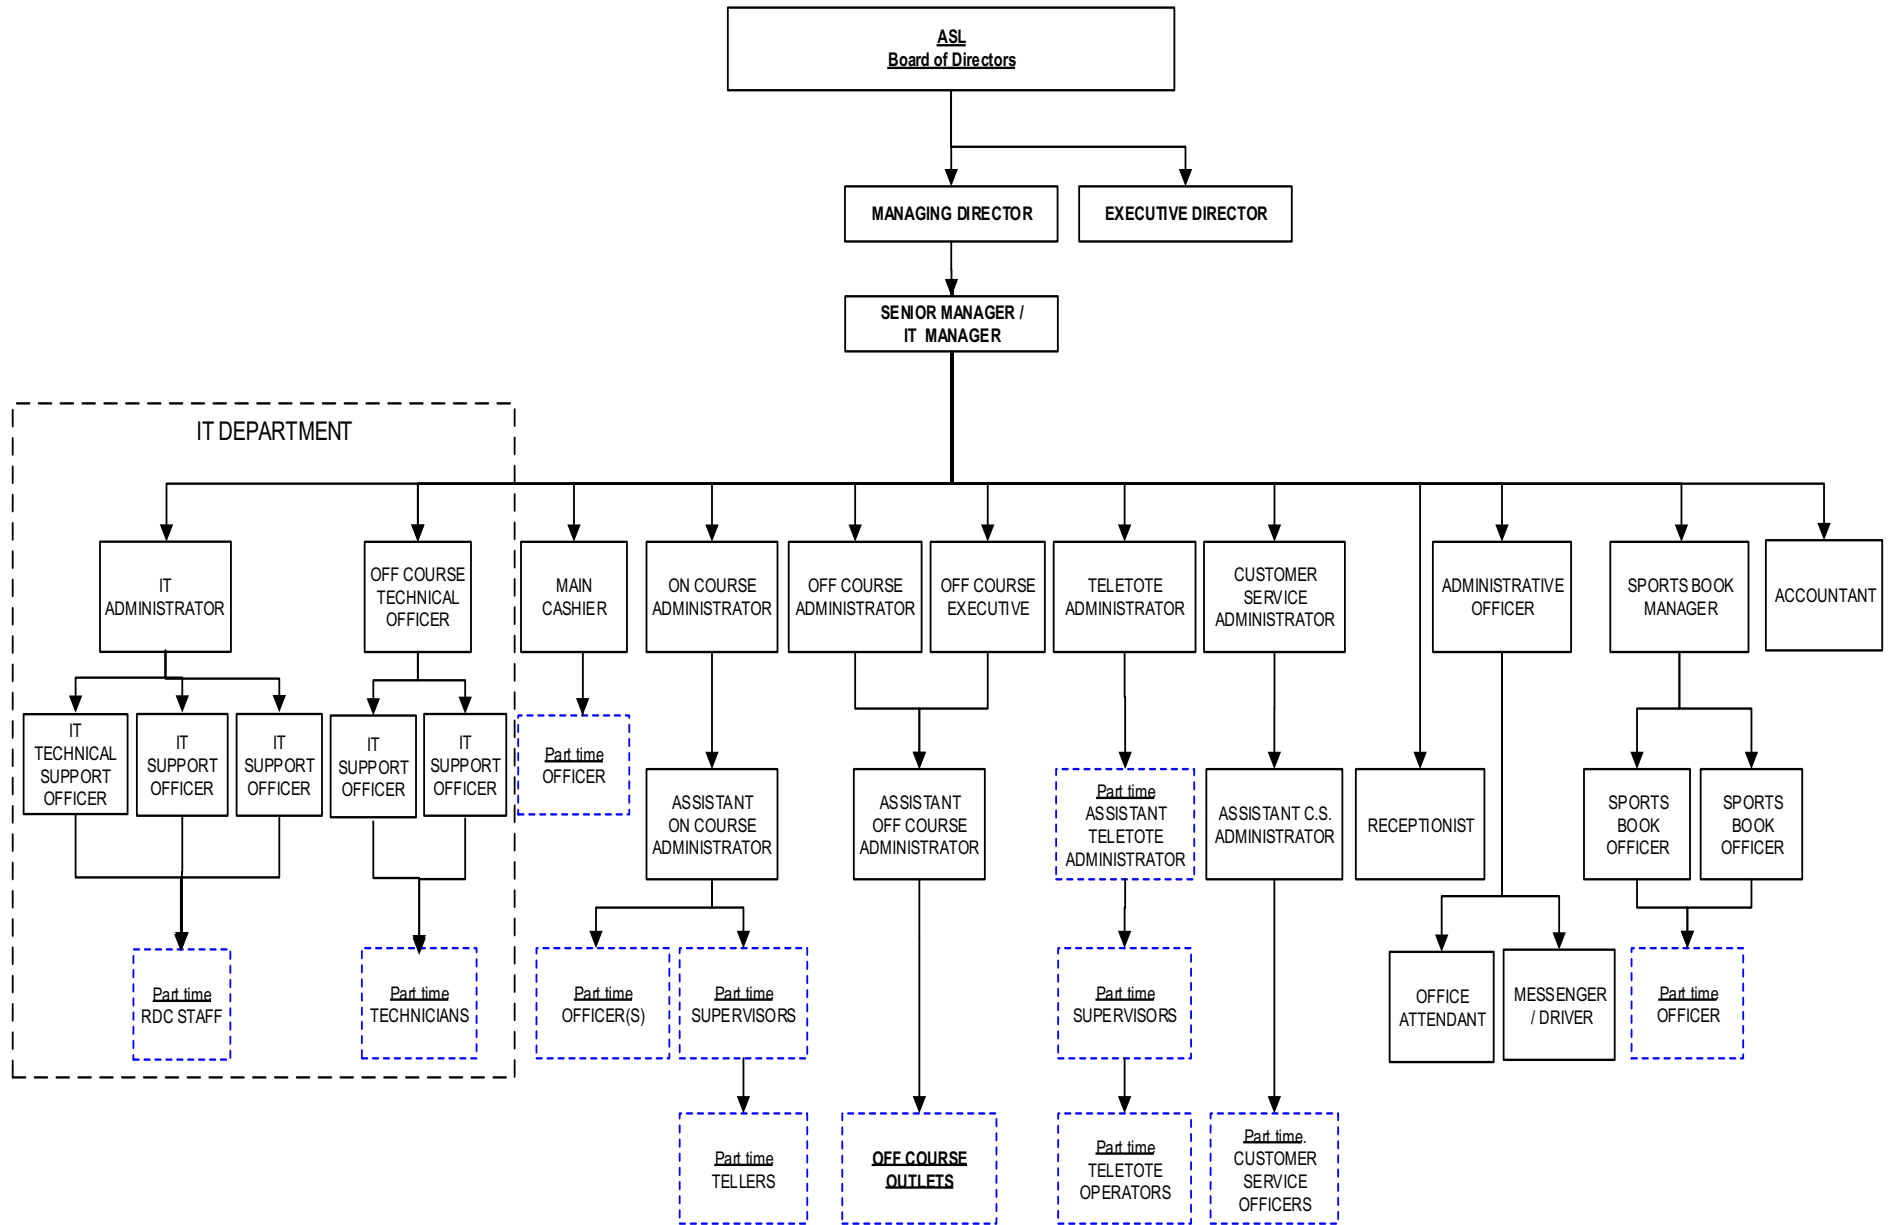 ASL
Board of Directors
MANAGING DIRECTOR
EXECUTIVE DIRECTOR
SENIOR MANAGER /
IT MANAGER
IT DEPARTMENT
IT
ADMINISTRATOR
OFF COURSE
TECHNICAL
OFFICER
MAIN
CASHIER
ON COURSE
ADMINISTRATOR
OFF COURSE
ADMINISTRATOR
OFF COURSE
EXECUTIVE
TELETOTE
ADMINISTRATOR
CUSTOMER
SERVICE
ADMINISTRATOR
ADMINISTRATIVE
OFFICER
SPORTS BOOK
MANAGER
ACCOUNTANT
IT
TECHNICAL
SUPPORT
OFFICER
IT
SUPPORT
OFFICER
IT
SUPPORT
OFFICER
IT
SUPPORT
OFFICER
IT
SUPPORT
OFFICER
Part time
OFFICER
ASSISTANT
ON COURSE
ADMINISTRATOR
ASSISTANT
OFF COURSE
ADMINISTRATOR
Part time
ASSISTANT
TELETOTE
ADMINISTRATOR
ASSISTANT C.S.
ADMINISTRATOR
RECEPTIONIST
SPORTS
BOOK
OFFICER
SPORTS
BOOK
OFFICER
Part time
RDC STAFF
Part time
TECHNICIANS
Part time
OFFICER(S)
Part time
SUPERVISORS
Part time
SUPERVISORS
OFFICE
ATTENDANT
MESSENGER
/ DRIVER
Part time
OFFICER
Part time
TELLERS
OFF COURSE
OUTLETS
Part time
TELETOTE
OPERATORS
Part time.
CUSTOMER
SERVICE
OFFICERS